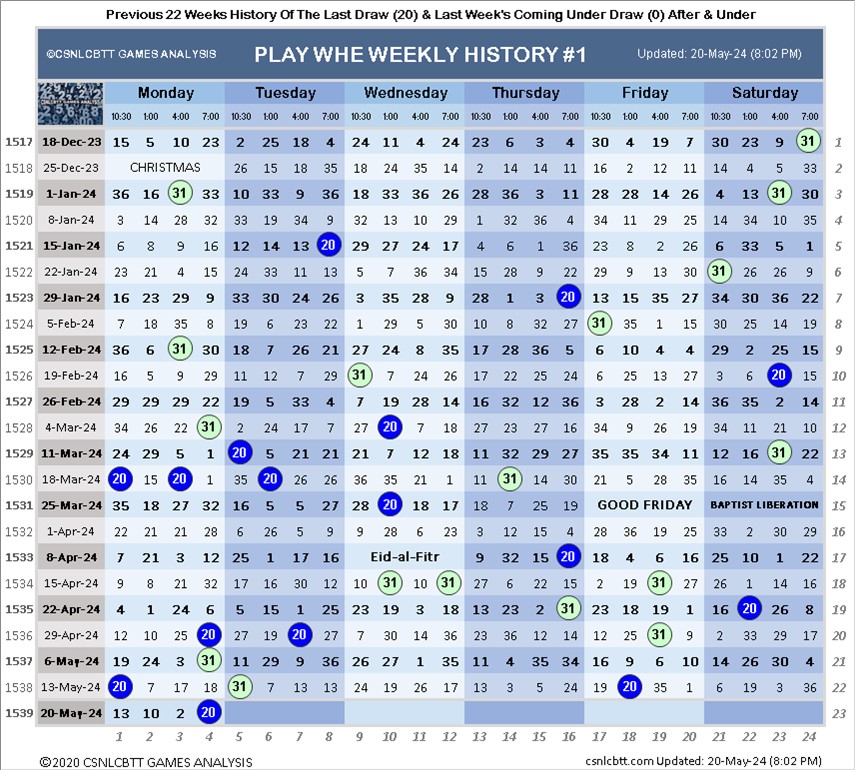 Previous 22 Weeks History Of The Last Draw (20) & Last Week's Coming Under Draw (0) After & Under
©CSNLCBTT GAMES ANALYSIS PLAY WHE WEEKLY HISTORY #1 Updated: 20-May-24 (8:02 PM)
CSNLCBTT GAMES ANALYSIS Monday Tuesday Wednesday Thursday Friday Saturday
10:30 1:00 4:00 7:00 10:30 1:00 4:00 7:00 10:30 1:00 4:00 7:00 10:30 1:00 4:00 7:00 10:30 1:00 4:00 7:00 10:30 1:00 4:00 7:00
1517 18-Dec-23 15 5 10 23 2 25 18 4 24 11 4 24 23 6 3 4 30 4 19 7 30 23 9 31 1
1518 25-Dec-23 CHRISTMAS 26 15 18 35 18 24 35 14 2 14 14 11 16 2 12 11 14 4 5 33 2
1519 1-Jan-24 36 16 31 33 10 33 9 36 18 33 36 26 28 36 3 11 28 28 14 26 4 13 31 30 3
1520 8-Jan-24 3 14 28 32 33 19 34 9 32 13 10 29 1 32 36 4 34 11 29 25 14 34 10 35 4
1521 15-Jan-24 6 8 9 16 12 14 13 20 29 27 24 17 4 6 1 36 23 8 2 26 6 33 5 1 5
1522 22-Jan-24 23 21 4 15 24 33 11 13 5 7 36 34 15 28 9 22 29 9 13 30 31 26 26 9 6
1523 29-Jan-24 16 23 29 9 33 30 24 26 3 35 28 9 28 1 3 20 13 15 35 27 34 30 36 22 7
1524 5-Feb-24 7 18 35 8 19 6 23 22 1 29 5 30 10 8 32 27 31 35 1 15 30 25 14 19 8
1525 12-Feb-24 36 6 31 30 18 7 26 21 27 24 8 35 17 28 36 5 6 10 4 4 29 2 25 15 9
1526 19-Feb-24 16 5 9 29 11 12 7 29 31 7 24 26 17 22 25 24 6 25 13 27 3 6 20 15 10
1527 26-Feb-24 29 29 29 22 19 5 33 4 7 19 28 14 16 32 12 36 3 28 2 14 36 35 2 14 11
1528 4-Mar-24 34 26 22 31 2 24 17 7 27 20 7 18 32 8 27 16 34 9 26 19 34 11 21 10 12
1529 11-Mar-24 24 29 5 1 20 5 21 21 21 7 12 18 11 32 29 27 35 35 34 11 12 16 31 22 13
1530 18-Mar-24 20 15 20 1 35 20 26 26 36 35 21 1 11 31 14 30 21 5 28 35 16 14 35 4 14
1531 25-Mar-24 35 18 27 32 16 5 5 27 28 20 18 17 18 7 25 19 GOOD FRIDAY BAPTIST LIBERATION 15
1532 1-Apr-24 22 21 21 28 6 26 5 9 9 28 6 23 3 12 15 4 28 36 19 25 33 2 30 29 16
1533 8-Apr-24 7 21 3 12 25 1 17 16 Eid-al-Fitr 9 32 15 20 18 4 6 16 25 10 1 22 17
1534 15-Apr-24 9 8 21 32 17 16 30 12 10 31 10 31 27 6 22 15 2 19 31 28 26 1 14 16 18
1535 22-Apr-24 4 1 24 6 5 15 1 25 23 19 3 18 13 23 2 31 23 18 19 1 16 20 26 8 19
1536 29-Apr-24 12 10 25 20 27 19 20 27 7 30 14 36 23 36 12 14 12 25 31 9 2 33 29 17 20
1537 6-May-24 19 24 3 31 11 29 9 36 26 27 1 35 11 4 35 34 16 9 6 10 14 26 30 4 21
1538 13-May-24 20 7 17 18 31 7 13 13 24 19 26 17 13 3 5 24 19 20 35 1 6 19 3 36 22
1539 20-May-24 13 10 2 20 23
1 2 3 4 5 6 7 8 9 10 11 12 13 14 15 16 17 18 19 20 21 22 23 24
©2020 CSNLCBTT GAMES ANALYSIS csnlcbtt.com Updated: 20-May-24 (8:02 PM)